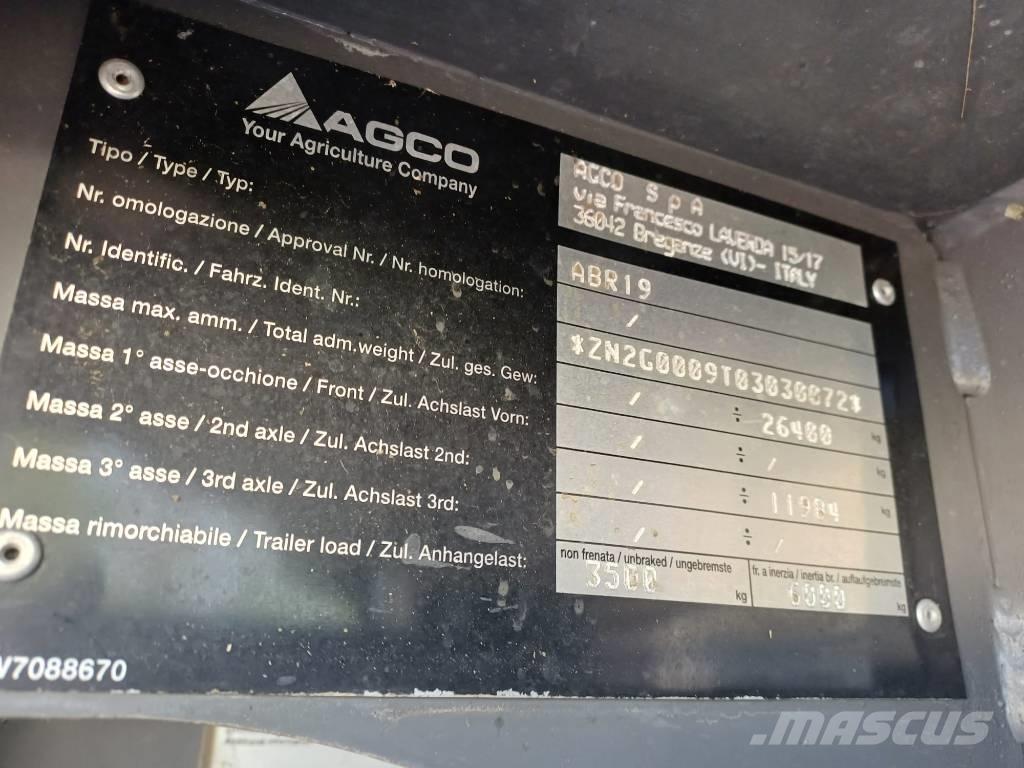 AGCO
Your Agriculture Company
AGCO S p A
Via Francesco LAVERDA 15/17
36042 Breganze (VI)- ITALY
Tipo / Type / Typ:
ABR19
Nr. omologazione / Approval Nr. / Nr. homologation:
/
Nr. Identific. / Fahrz. Ident. Nr.:
*ZN2G0009T03030072*
Massa max. amm. / Total adm.weight / Zul. ges. Gew:
/ ÷ 26400 kg
Massa 1° asse-occhione / Front / Zul. Achslast Vorn:
/ ÷ / kg
Massa 2° asse / 2nd axle / Zul. Achslast 2nd:
/ ÷ 11984 kg
Massa 3° asse / 3rd axle / Zul. Achslast 3rd:
/ ÷ /
Massa rimorchiabile / Trailer load / Zul. Anhangelast:
non frenata / unbraked / ungebremste
3500 kg
fr. a inerzia / inertia br. / auflaufgebremste
6000 kg
V7088670
MASCUS